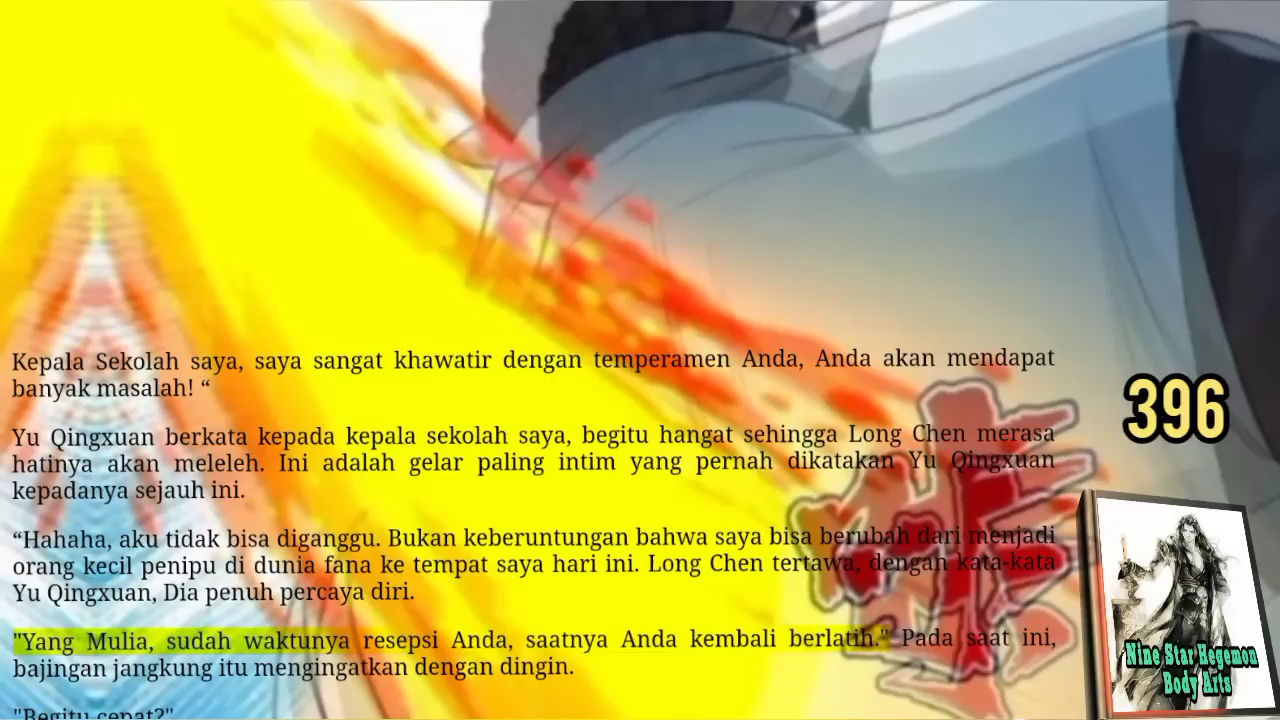 Kepala Sekolah saya, saya sangat khawatir dengan temperamen Anda, Anda akan mendapat
banyak masalah! “
Yu Qingxuan berkata kepada kepala sekolah saya, begitu hangat sehingga Long Chen merasa
hatinya akan meleleh. Ini adalah gelar paling intim yang pernah dikatakan Yu Qingxuan
kepadanya sejauh ini.
“Hahaha, aku tidak bisa diganggu. Bukan keberuntungan bahwa saya bisa berubah dari menjadi
orang kecil penipu di dunia fana ke tempat saya hari ini. Long Chen tertawa, dengan kata-kata
Yu Qingxuan, Dia penuh percaya diri.
"Yang Mulia, sudah waktunya resepsi Anda, saatnya Anda kembali berlatih." Pada saat ini,
bajingan jangkung itu mengingatkan dengan dingin.
"Begitu cepat?"
396
Nine Star Hegemon
Body Arts